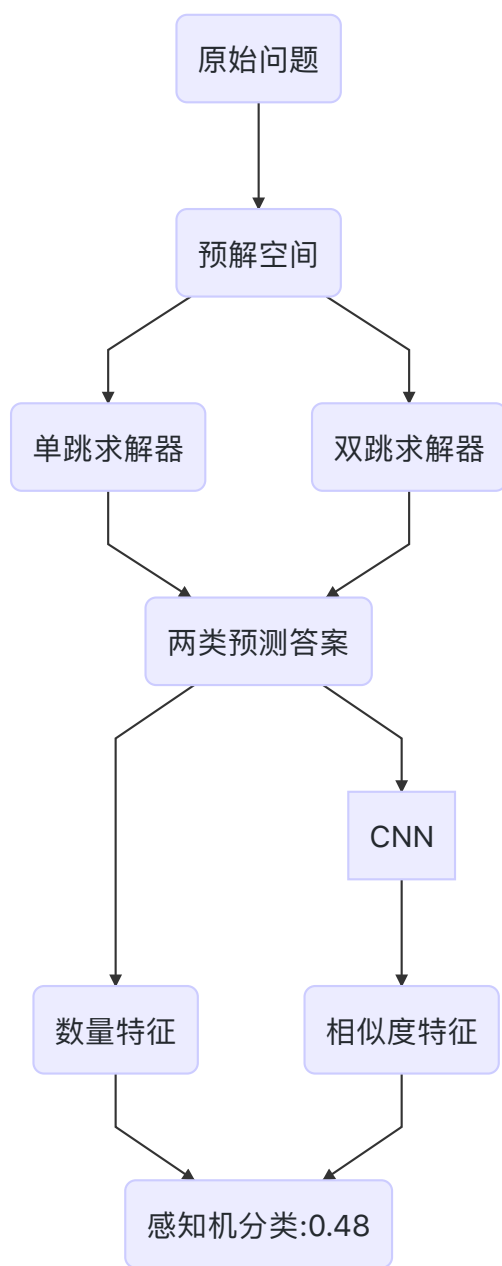 原始问题
预解空间
单跳求解器
双跳求解器
两类预测答案
CNN
数量特征
相似度特征
感知机分类:0.48